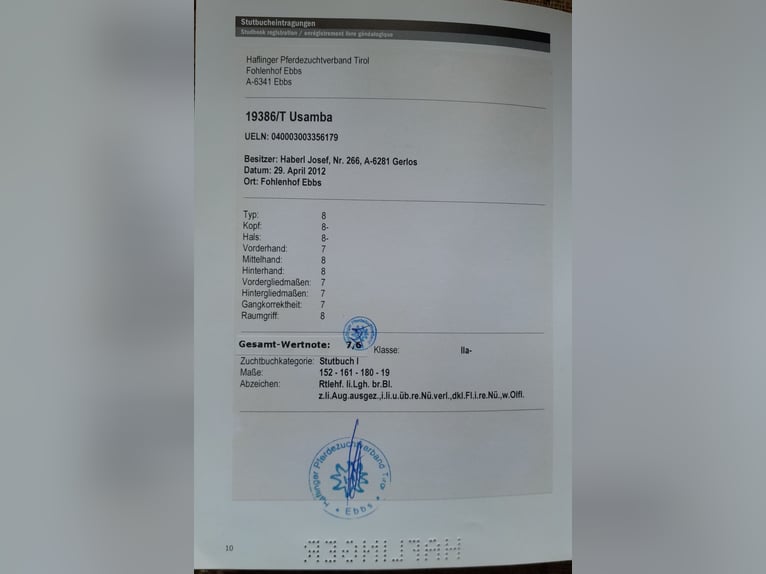 Stutbucheintragungen
Studbook registration / enrégistrement livre généalogique
Haflinger Pferdezuchtverband Tirol
Fohlenhof Ebbs
A-6341 Ebbs
19386/T Usamba
UELN: 040003003356179
Besitzer: Haberl Josef, Nr. 266, A-6281 Gerlos
Datum: 29. April 2012
Ort: Fohlenhof Ebbs
Typ: 8
Kopf: 8-
Hals: 8-
Vorderhand: 7
Mittelhand: 8
Hinterhand: 8
Vordergliedmaßen: 7
Hintergliedmaßen: 7
Gangkorrektheit: 7
Raumgriff: 8
Gesamt-Wertnote: 7,6
Klasse: IIa-
Zuchtbuchkategorie: Stutbuch I
Maße: 152 - 161 - 180 - 19
Abzeichen: Rtlehf. li.Lgh. br.Bl.
z.li.Aug.ausgez.,i.li.u.üb.re.Nü.verl.,dkl.Fl.i.re.Nü.,w.Olfl.
Haflinger Pferdezuchtverband Tirol
* Ebbs *
10
HAFLINGER